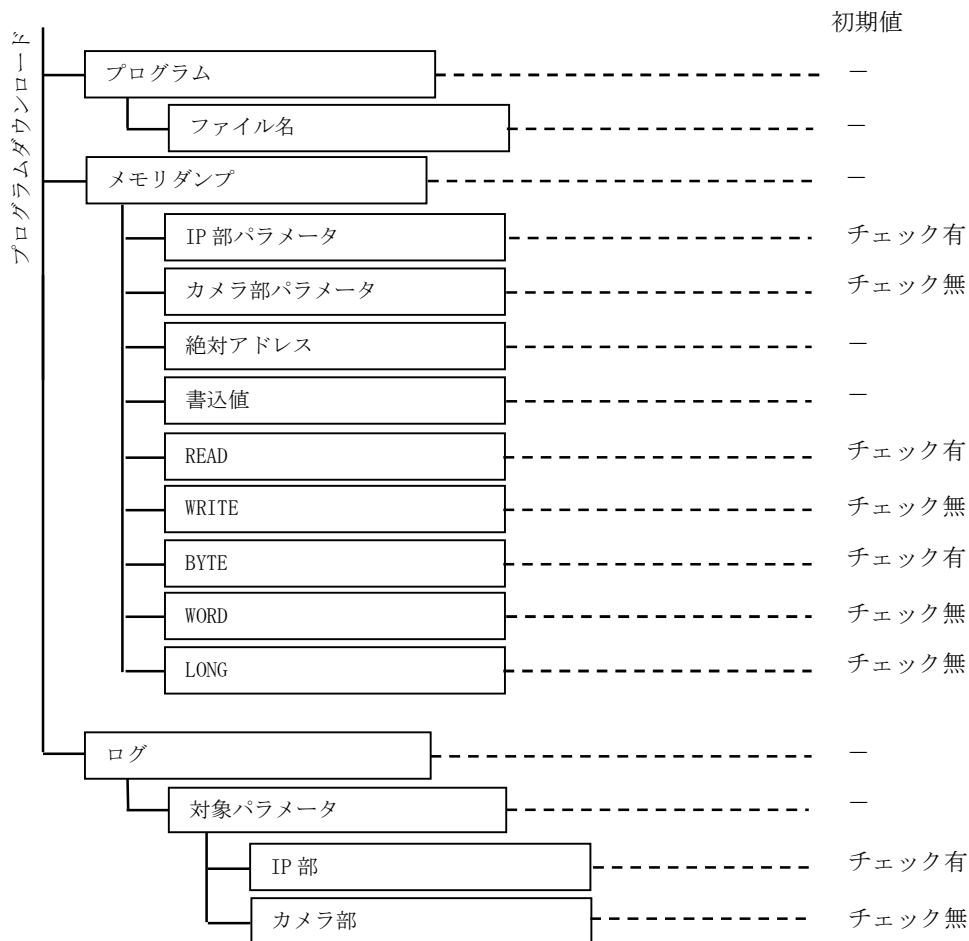 初期値
プログラムダウンロード
プログラム －
ファイル名 －
メモリダンプ －
IP 部パラメータ チェック有
カメラ部パラメータ チェック無
絶対アドレス －
書込値 －
READ チェック有
WRITE チェック無
BYTE チェック有
WORD チェック無
LONG チェック無
ログ －
対象パラメータ －
IP 部 チェック有
カメラ部 チェック無